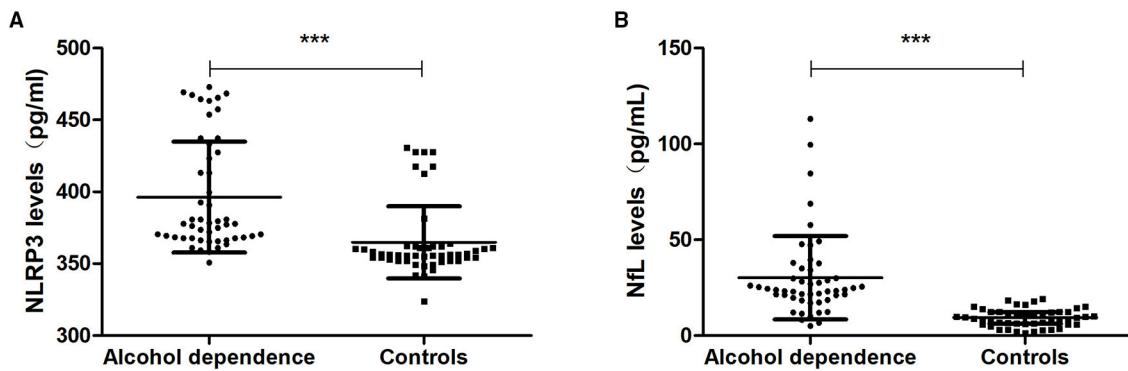 A
***
NLRP3 levels（pg/ml)
500
450
400
350
300
Alcohol dependence
Controls
B
***
NfL levels（pg/mL)
150
100
50
0
Alcohol dependence
Controls